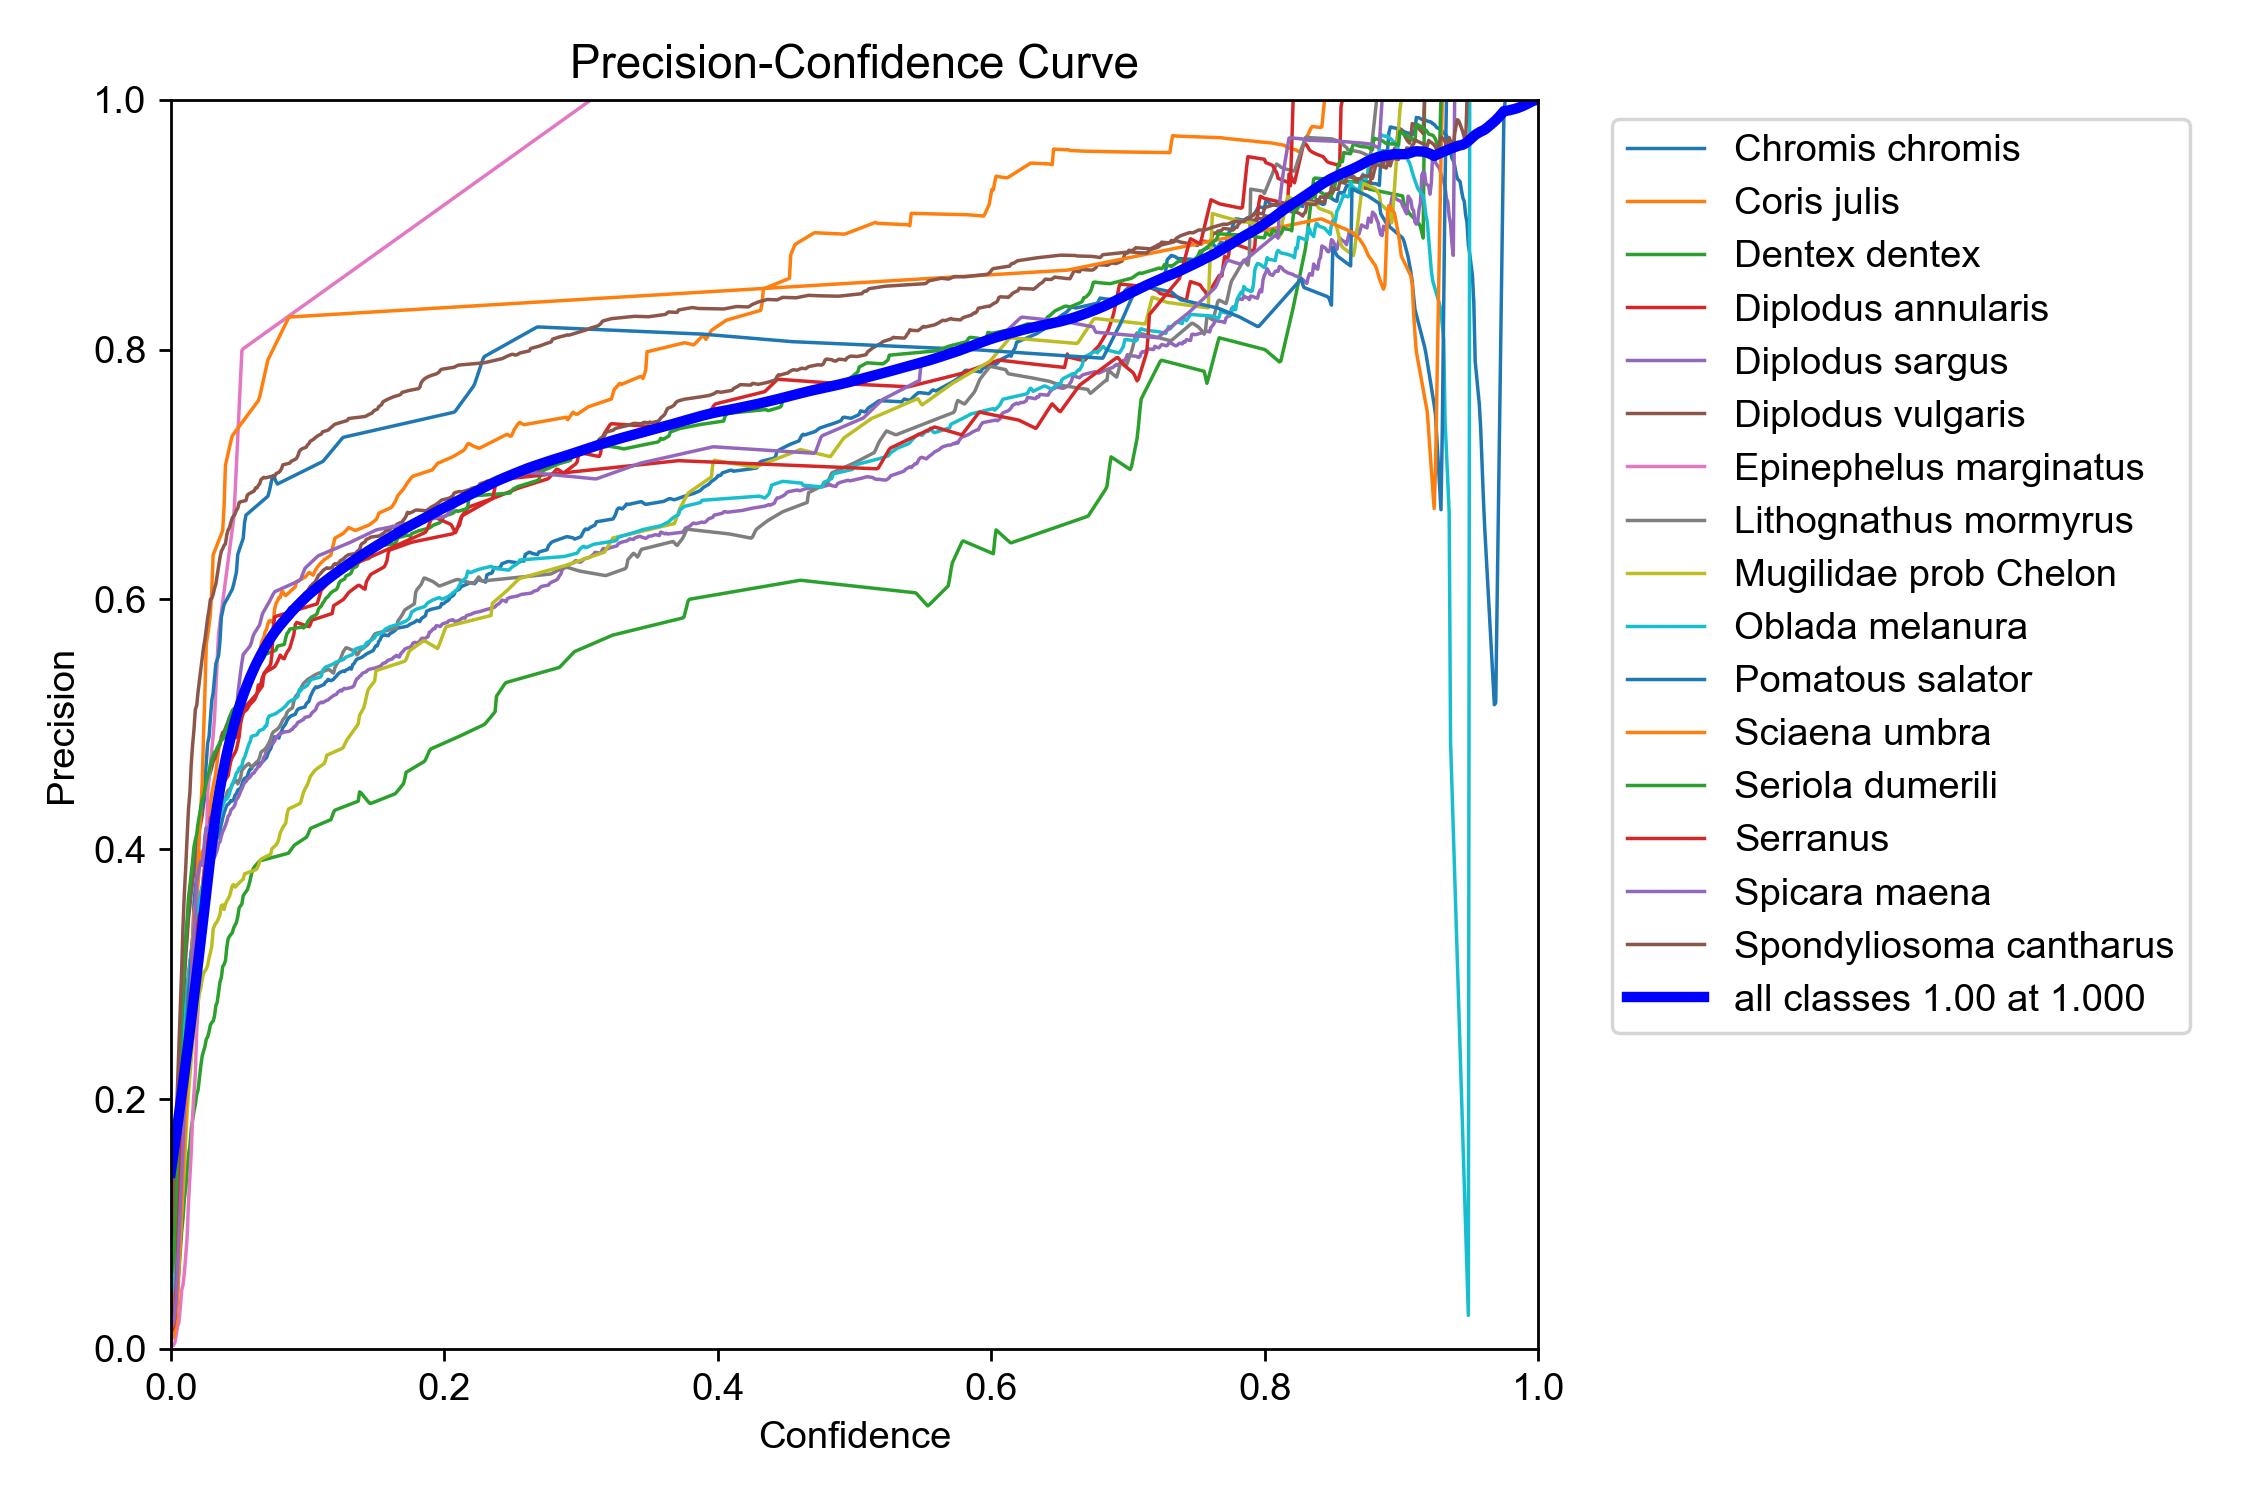 Precision-Confidence Curve
1.0
0.8
0.6
0.4
0.2
0.0
Precision
0.0 0.2 0.4 0.6 0.8 1.0
Confidence
Chromis chromis
Coris julis
Dentex dentex
Diplodus annularis
Diplodus sargus
Diplodus vulgaris
Epinephelus marginatus
Lithognathus mormyrus
Mugilidae prob Chelon
Oblada melanura
Pomatous salator
Sciaena umbra
Seriola dumerili
Serranus
Spicara maena
Spondyliosoma cantharus
all classes 1.00 at 1.000